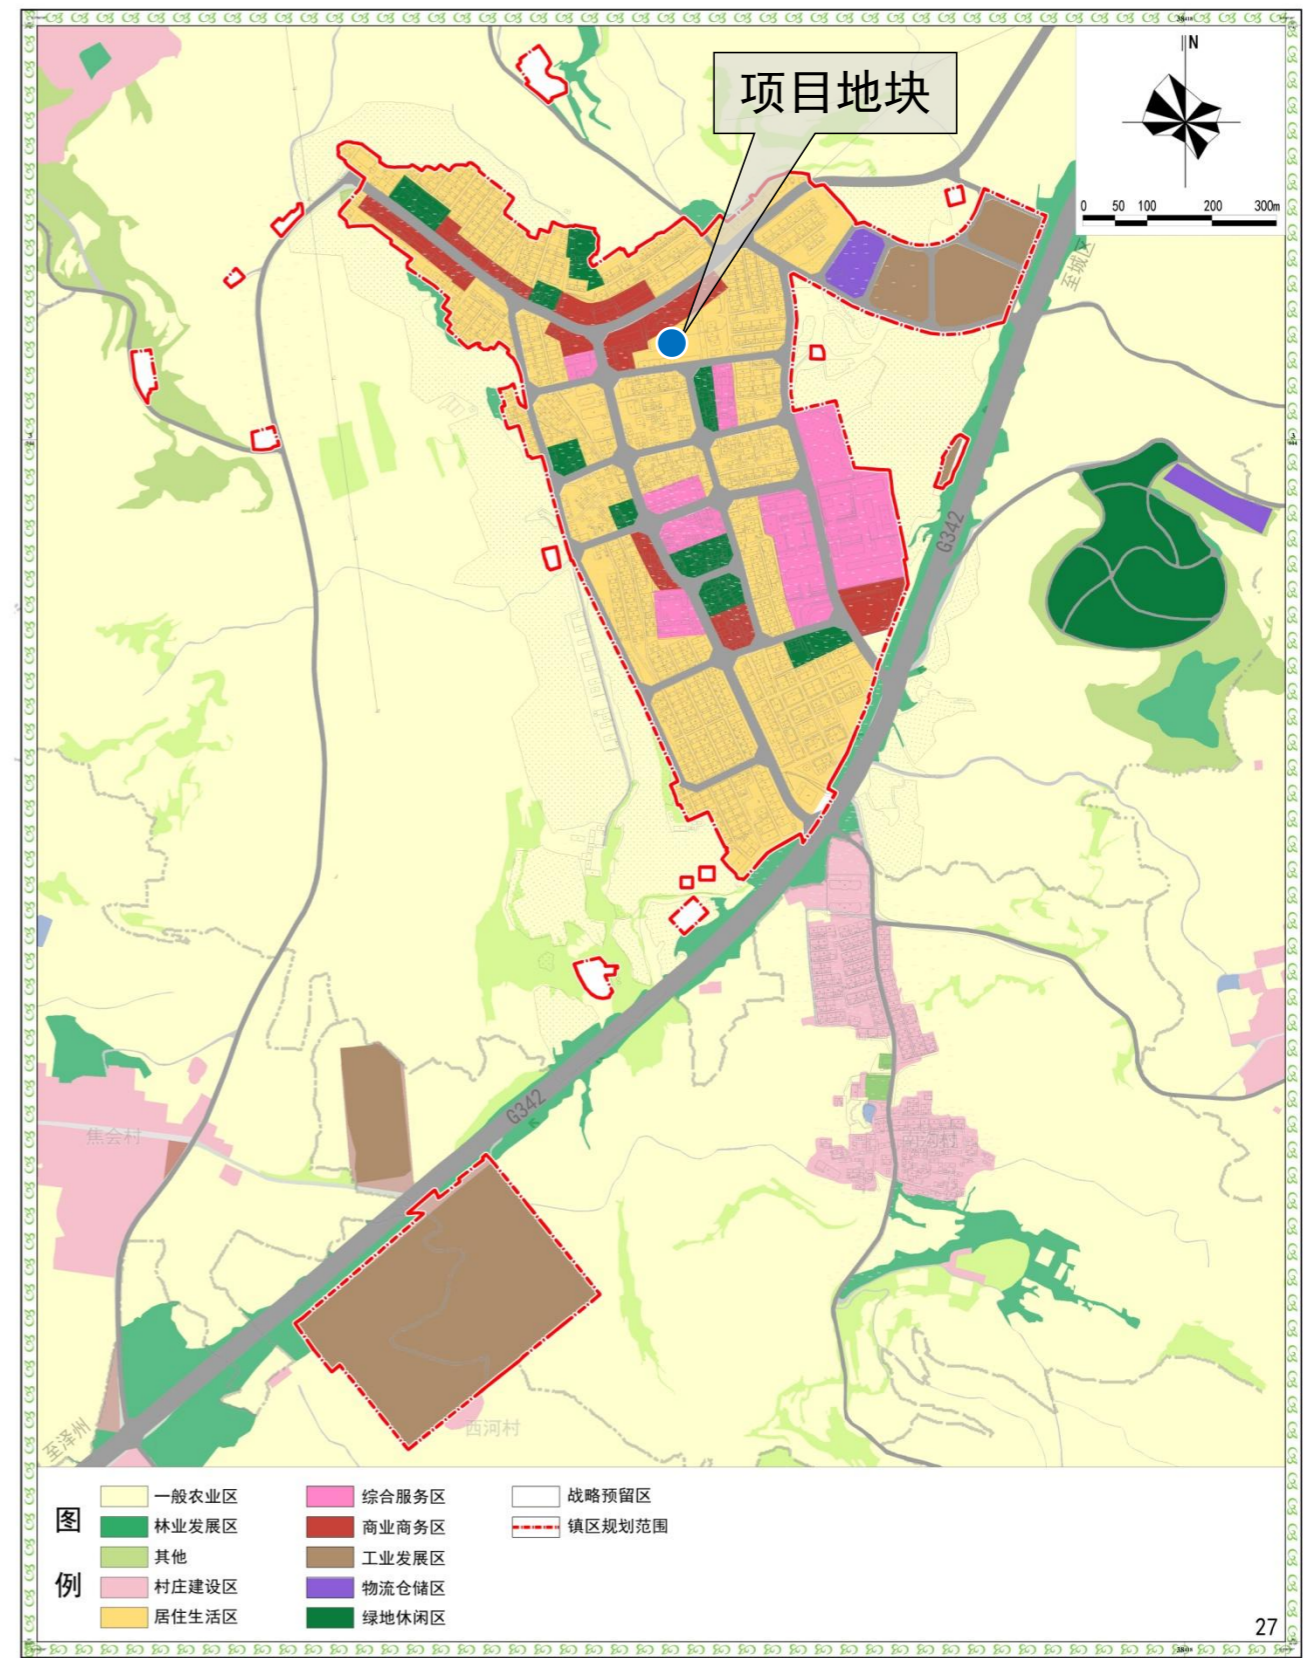 项目地块
N
0 50 100 200 300m
至城区
G342
G342
焦会村
西河村
至泽州
图例
一般农业区
林业发展区
其他
村庄建设区
居住生活区
综合服务区
商业商务区
工业发展区
物流仓储区
绿地休闲区
战略预留区
镇区规划范围
27